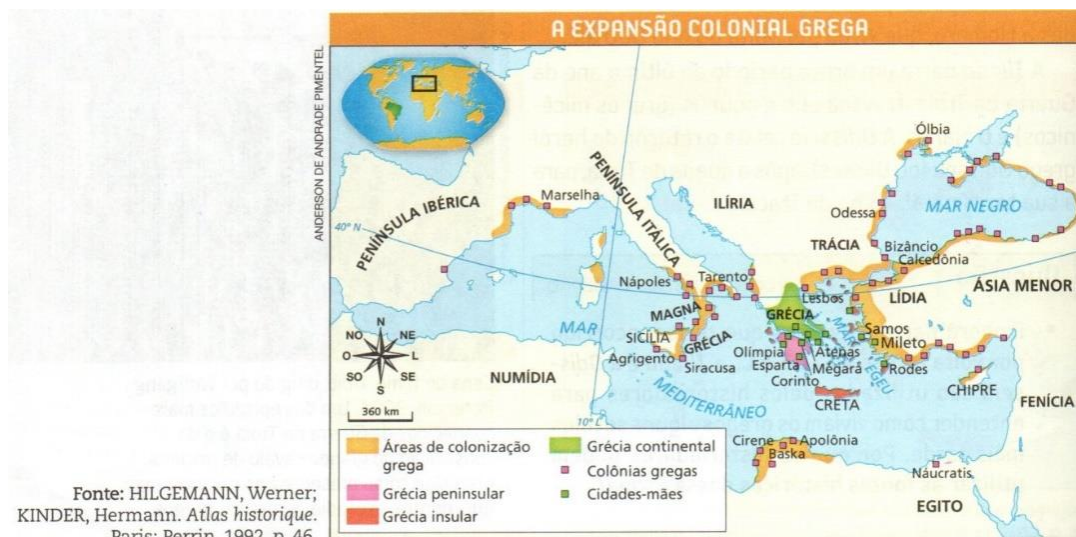 A EXPANSÃO COLONIAL GREGA
ANDERSON DE ANDRADE PIMENTEL
PENÍNSULA IBÉRICA
Marselha
PENÍNSULA ITÁLICA
ILÍRIA
Ólbia
Odessa
MAR NEGRO
TRÁCIA
Bizâncio
Calcedônia
40° N
Nápoles
Tarento
Lesbos
LÍDIA
ÁSIA MENOR
MAGNA
GRÉCIA
GRÉCIA
MAR
SICÍLIA
Agrigento
Siracusa
Olímpia
Esparta
Corinto
Atenas
Mégara
MAR EGEU
Samos
Mileto
Rodes
NUMÍDIA
MEDITERRÂNEO
CRETA
CHIPRE
FENÍCIA
N
NO
NE
O
L
SO
SE
S
360 km
10° L
Cirene
Apolônia
Baska
Náucratis
EGITO
Áreas de colonização
grega
Grécia peninsular
Grécia insular
Grécia continental
Colônias gregas
Cidades-mães
Fonte: HILGEMANN, Werner;
KINDER, Hermann. Atlas historique.
Paris: Perrin, 1992. p. 46.